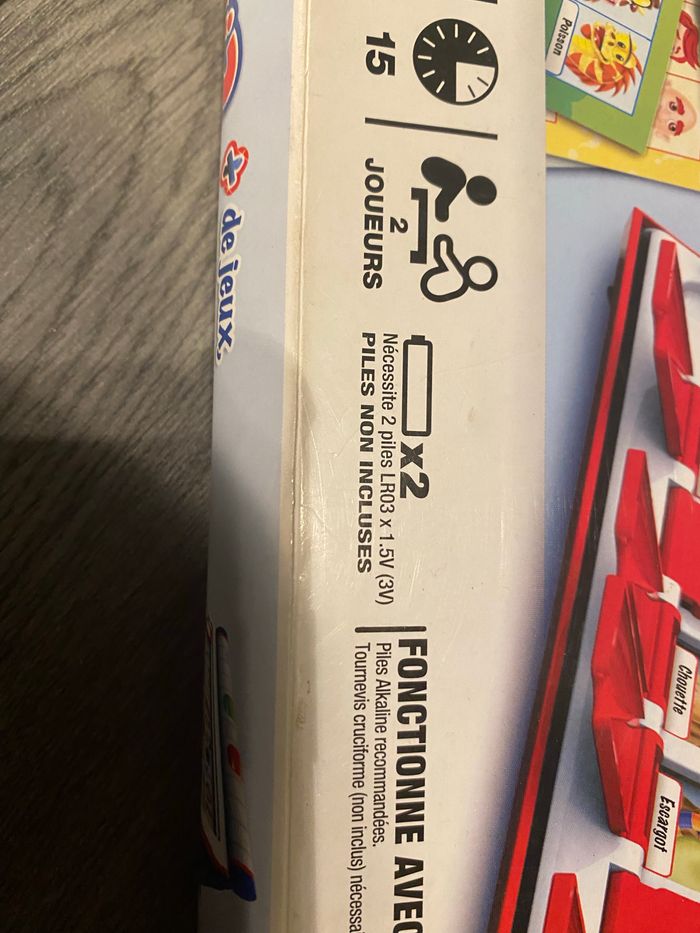 15
2
JOUEURS
x2
Nécessite 2 piles LR03 x 1.5V (3V)
PILES NON INCLUSES
FONCTIONNE AVEC
Piles Alkaline recommandées.
Tournevis cruciforme (non inclus)
+ de jeux,
Poisson
Chouette
Escargot